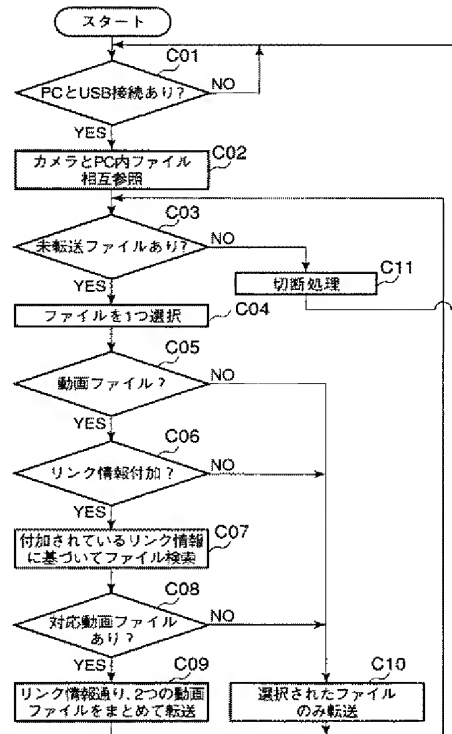 スタート
C01
PCとUSB接続あり?
NO
YES
C02
カメラとPC内ファイル
相互参照
C03
未転送ファイルあり?
NO
YES
C11
切断処理
C04
ファイルを1つ選択
C05
動画ファイル?
NO
YES
C06
リンク情報付加?
NO
YES
C07
付加されているリンク情報
に基づいてファイル検索
C08
対応動画ファイル
あり?
NO
YES
C09
リンク情報通り、2つの動画
ファイルをまとめて転送
C10
選択されたファイル
のみ転送